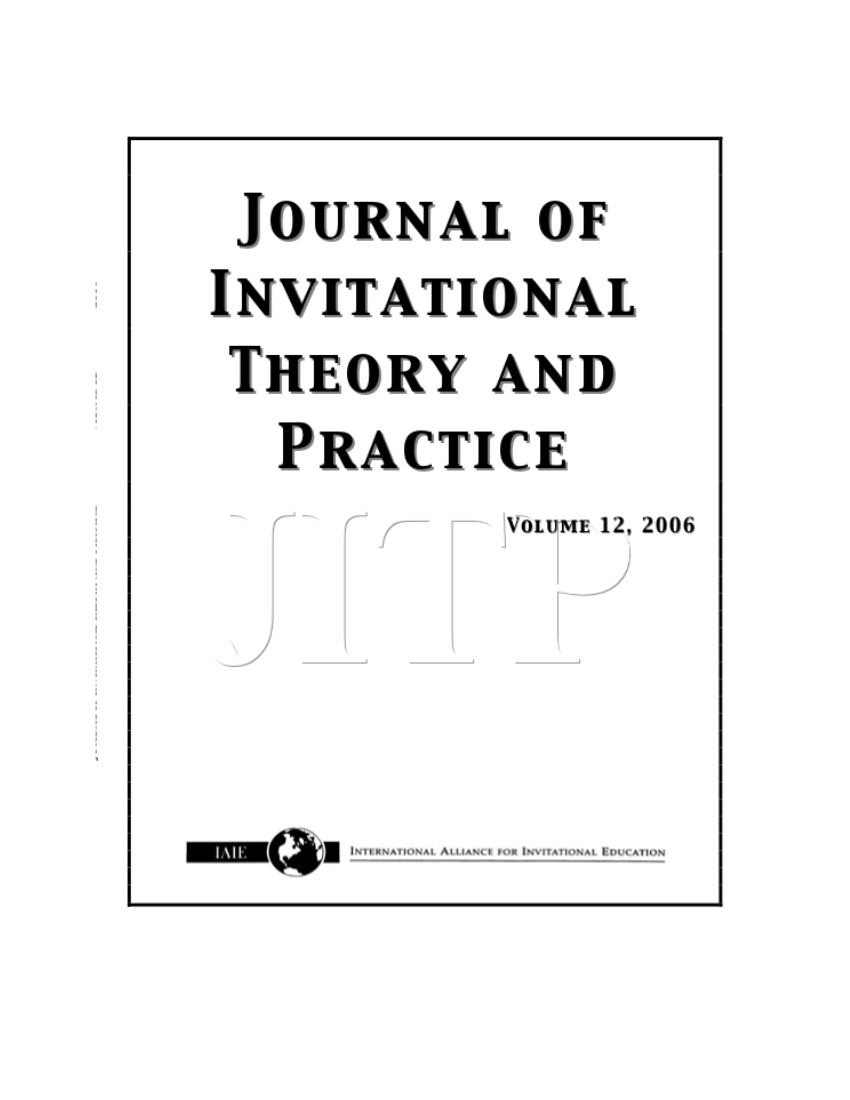 JOURNAL OF
INVITATIONAL
THEORY AND
PRACTICE
VOLUME 12, 2006
JITP
IAIE
INTERNATIONAL ALLIANCE FOR INVITATIONAL EDUCATION